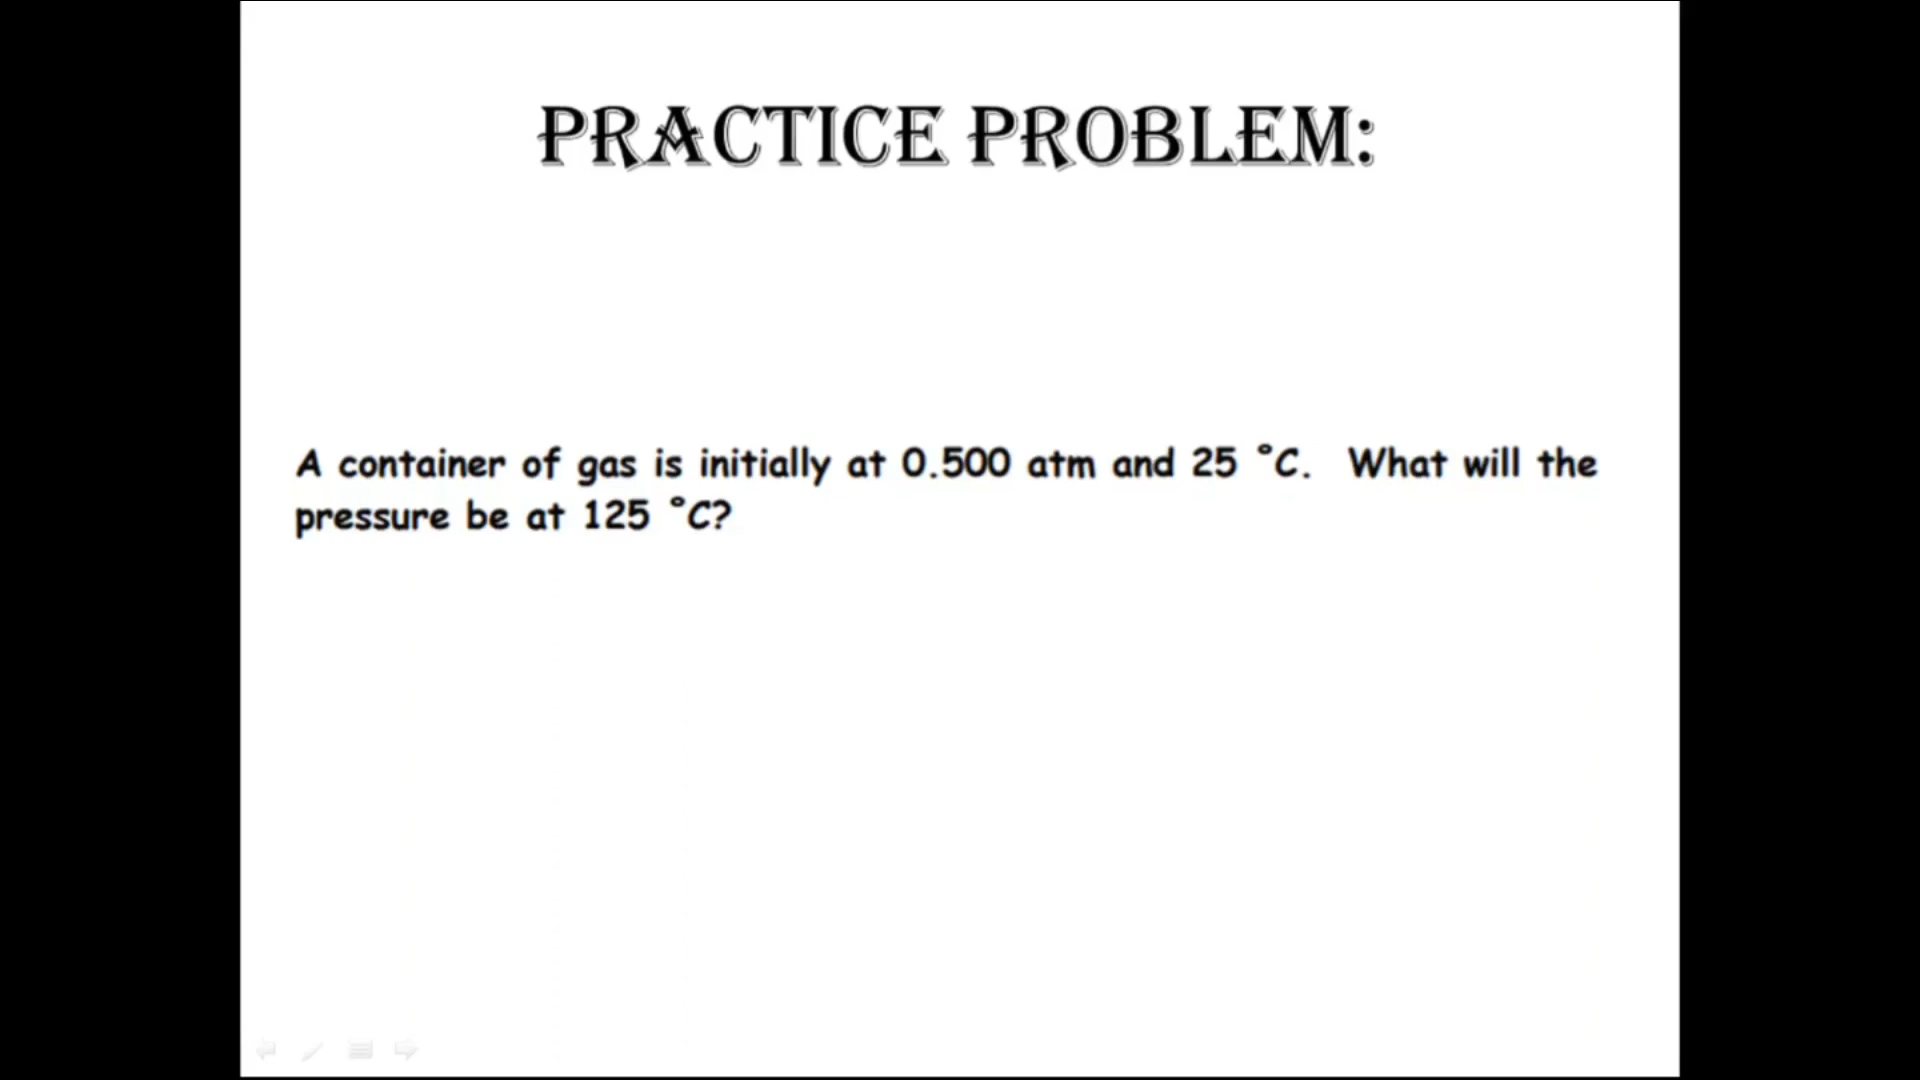 PRACTICE PROBLEM:
A container of gas is initially at 0.500 atm and 25 ˚C. What will the
pressure be at 125 ˚C?